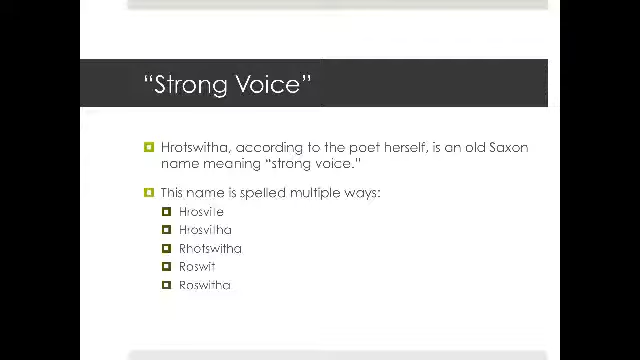 “Strong Voice”
Hrotswitha, according to the poet herself, is an old Saxon
name meaning “strong voice.”
This name is spelled multiple ways:
Hrosvite
Hrosvitha
Rhotswitha
Roswit
Roswitha